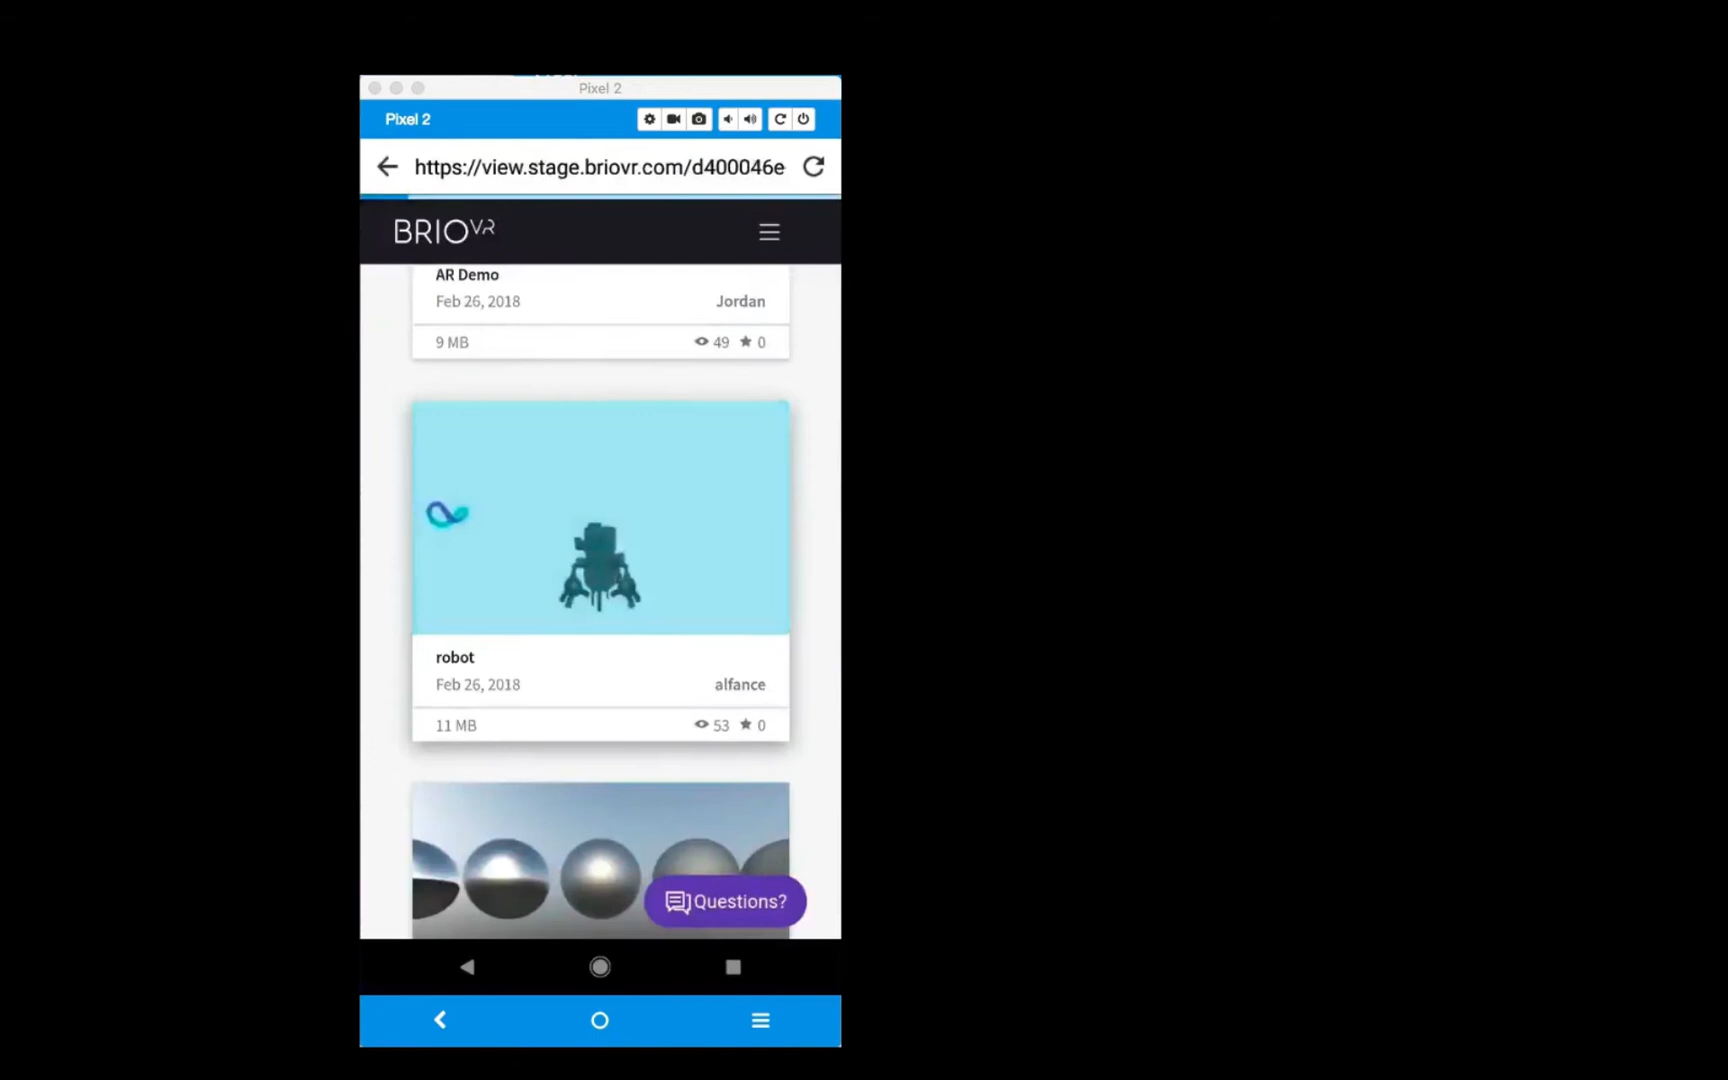 Pixel 2
Pixel 2
https://view.stage.briovr.com/d400046e
BRIOVR
AR Demo
Feb 26, 2018 Jordan
9 MB 49 0
robot
Feb 26, 2018 alfance
11 MB 53 0
Questions?